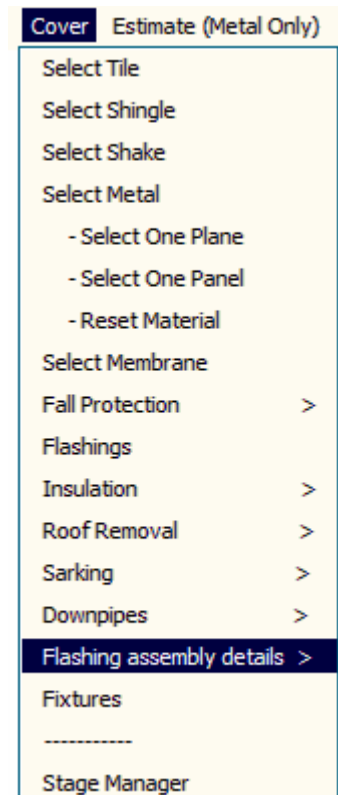 Cover Estimate (Metal Only)
Select Tile
Select Shingle
Select Shake
Select Metal
- Select One Plane
- Select One Panel
- Reset Material
Select Membrane
Fall Protection >
Flashings
Insulation >
Roof Removal >
Sarking >
Downpipes >
Flashing assembly details >
Fixtures
-----------
Stage Manager